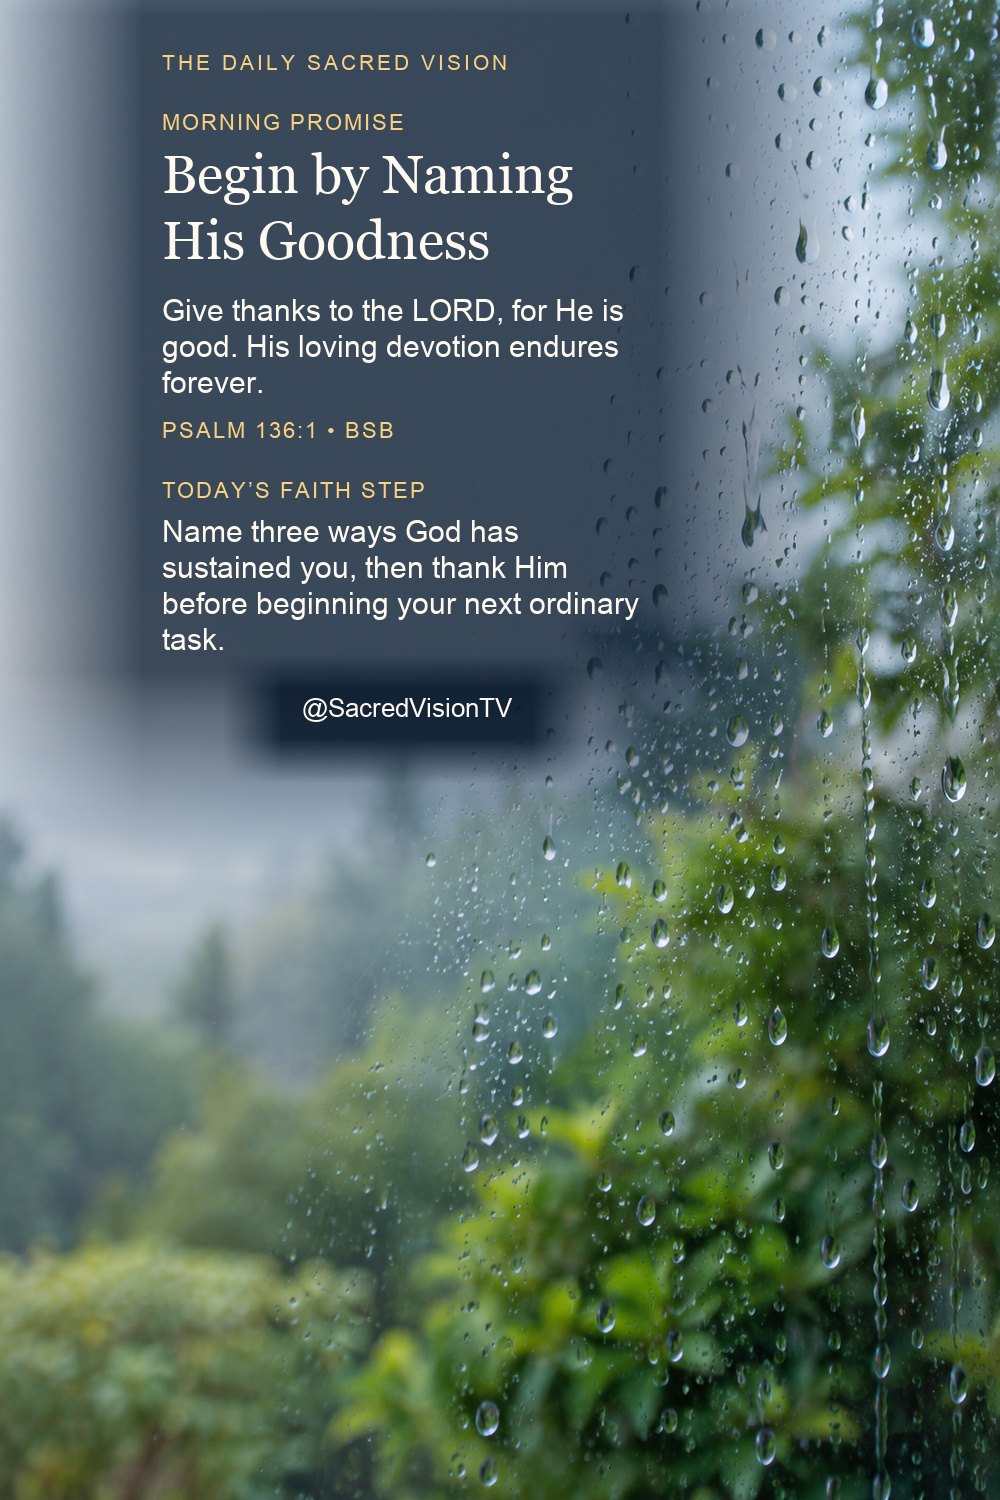 THE DAILY SACRED VISION
MORNING PROMISE
Begin by Naming
His Goodness
Give thanks to the LORD, for He is
good. His loving devotion endures
forever.
PSALM 136:1 • BSB
TODAY’S FAITH STEP
Name three ways God has
sustained you, then thank Him
before beginning your next ordinary
task.
@SacredVisionTV